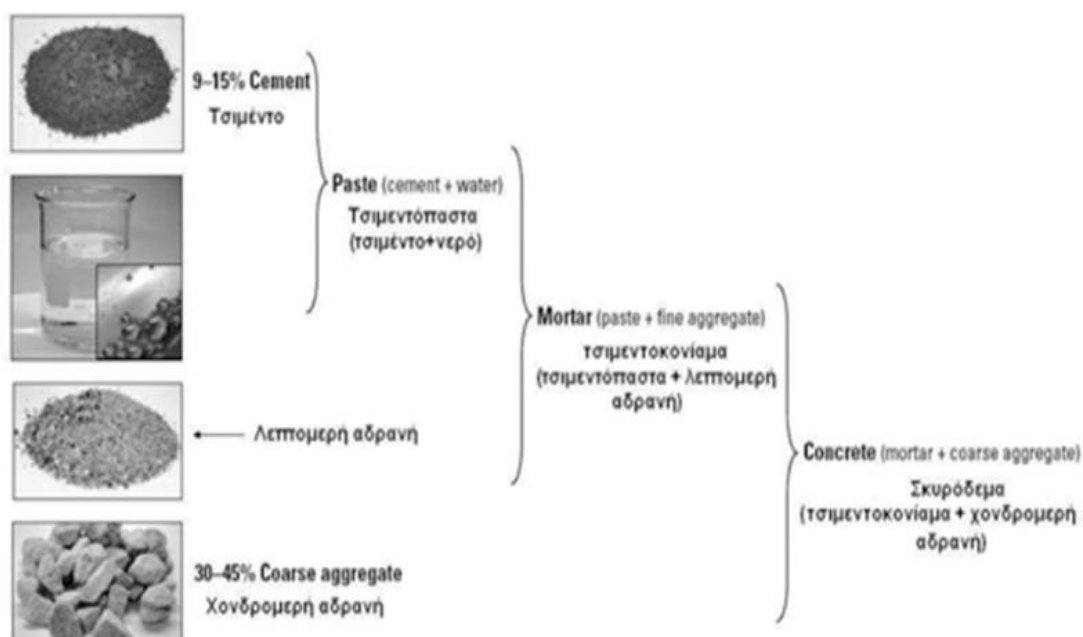 9–15% Cement
Τσιμέντο
Paste (cement + water)
Τσιμεντόπαστα
(τσιμέντο+νερό)
Mortar (paste + fine aggregate)
τσιμεντοκονίαμα
(τσιμεντόπαστα + λεπτομερή
αδρανή)
Λεπτομερή αδρανή
Concrete (mortar + coarse aggregate)
Σκυρόδεμα
(τσιμεντοκονίαμα + χονδρομερή
αδρανή)
30–45% Coarse aggregate
Χονδρομερή αδρανή